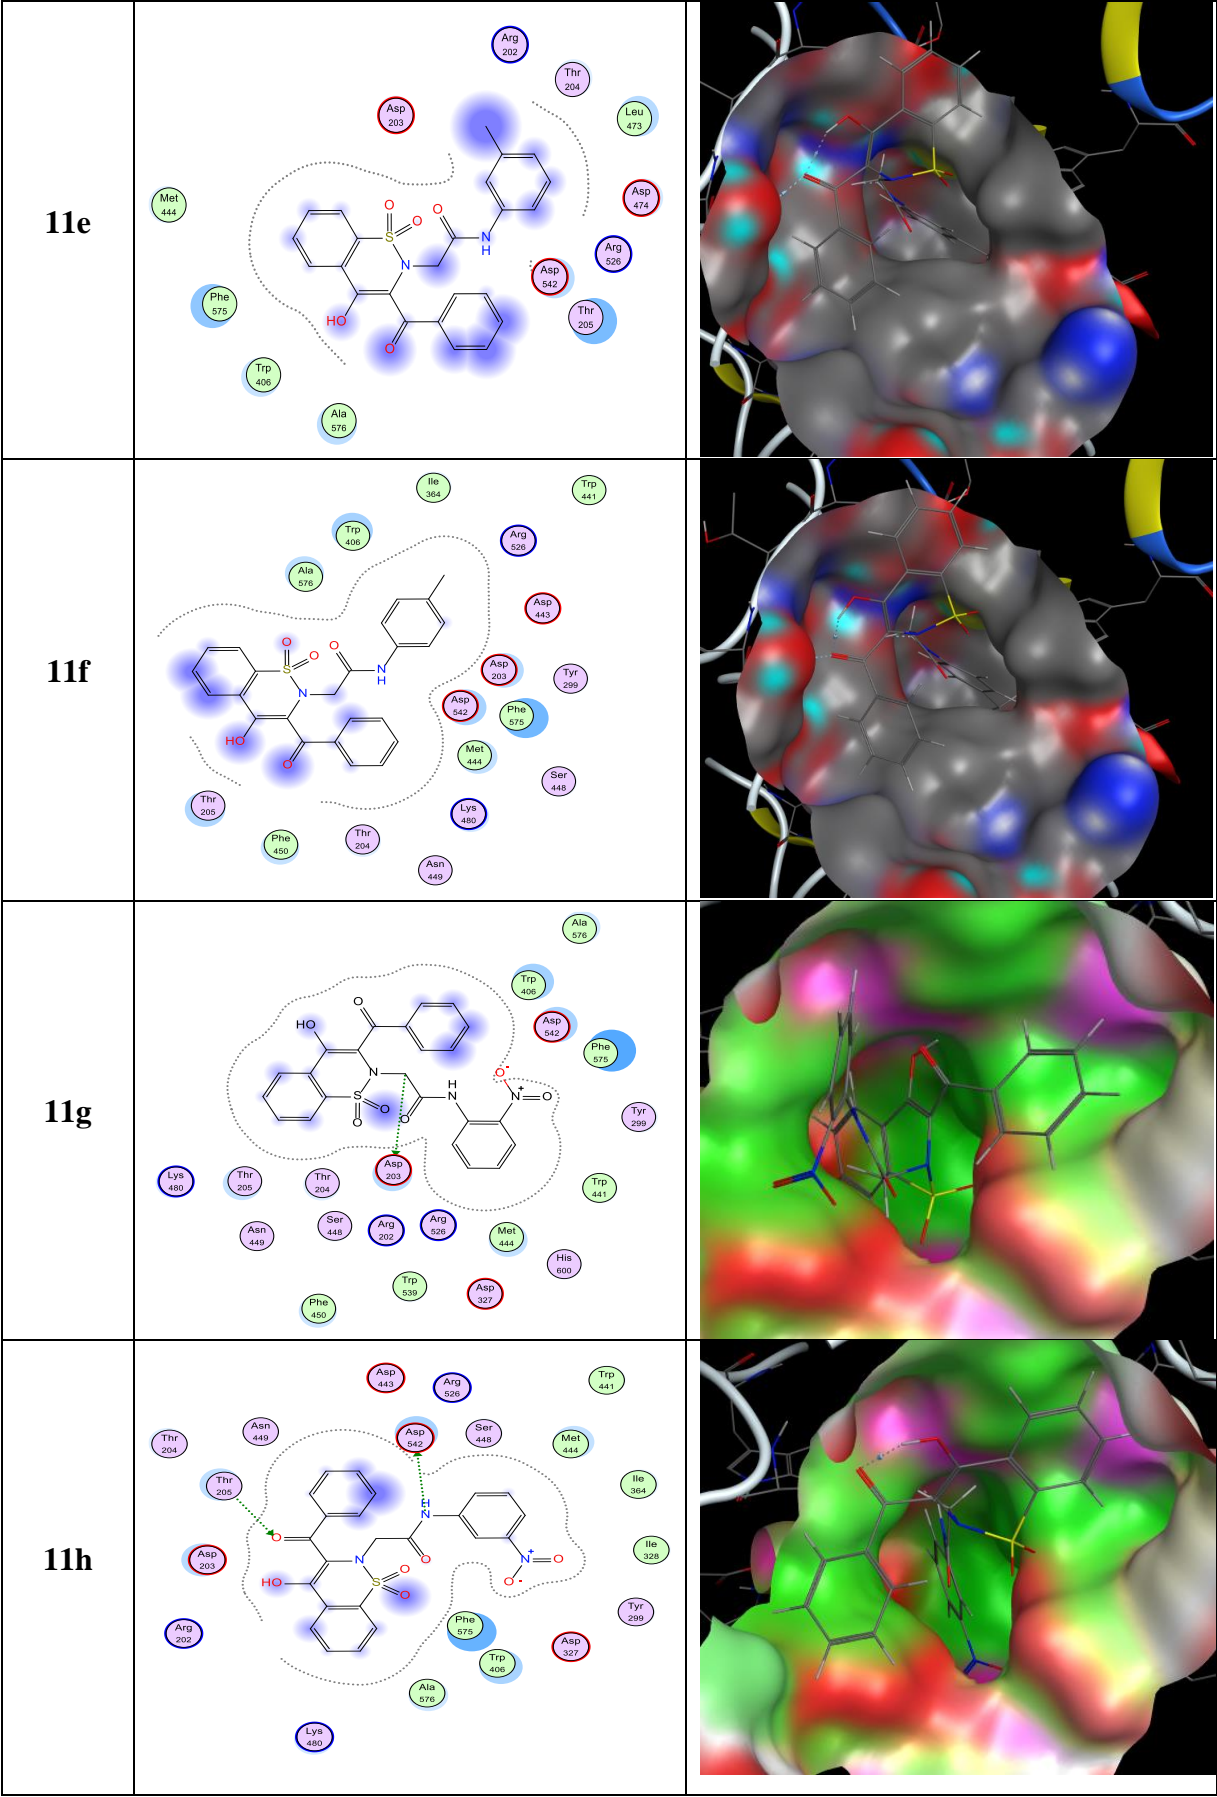 11e
Arg
202
Thr
204
Asp
203
Leu
473
Met
444
Asp
474
Arg
526
Asp
542
Thr
205
Phe
575
Trp
406
Ala
576
O
O
S
O
N
N
H
HO
O
11f
Ile
364
Trp
441
Trp
406
Arg
526
Ala
576
Asp
443
Asp
203
Tyr
299
Asp
542
Phe
575
Met
444
Ser
448
Thr
205
Lys
480
Phe
450
Thr
204
Asn
449
O
O
S
O
N
N
H
HO
O
11g
Ala
576
Trp
406
Asp
542
Phe
575
Tyr
299
Asp
203
Lys
480
Thr
205
Thr
204
Trp
441
Asn
449
Ser
448
Arg
202
Arg
526
Met
444
His
600
Trp
539
Asp
327
Phe
450
O
HO
N
S
O
O
O
H
N
O-
N+
O
11h
Asp
443
Arg
526
Trp
441
Asn
449
Asp
542
Ser
448
Met
444
Thr
204
Thr
205
Ile
364
Asp
203
Ile
328
Arg
202
Tyr
299
Phe
575
Trp
406
Asp
327
Ala
576
Lys
480
O
H
N
N
O
N+
O
O-
HO
S
O
O